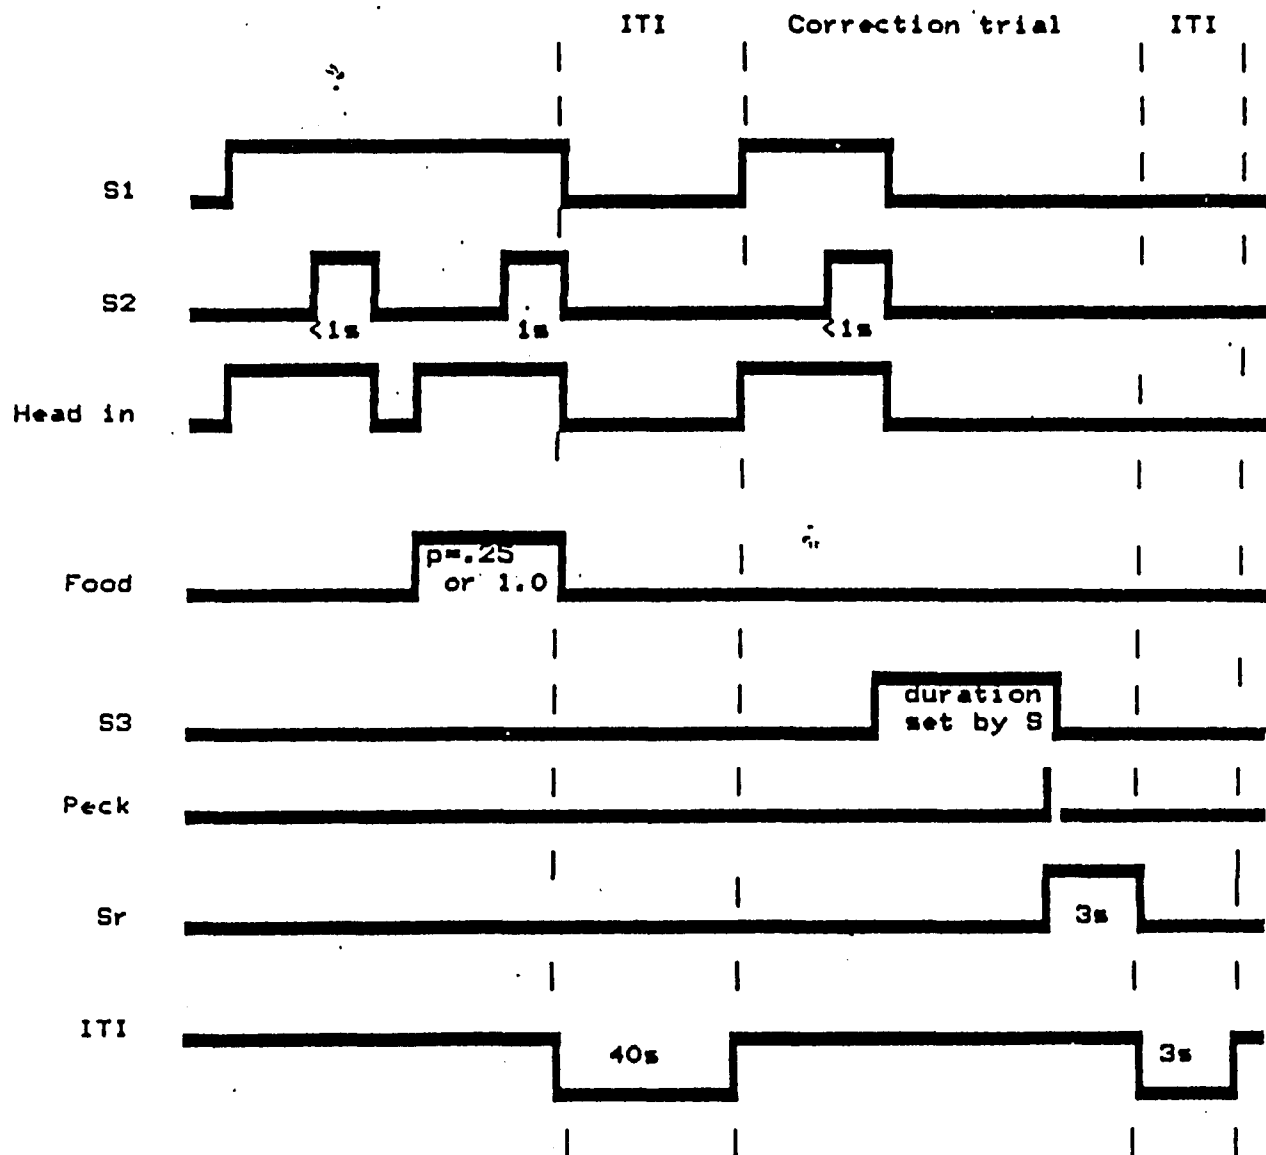 ITI Correction trial ITI
S1
S2
<1s 1s <1s
Head in
p=.25
or 1.0
Food
duration
set by S
S3
Peck
Sr
3s
ITI
40s 3s